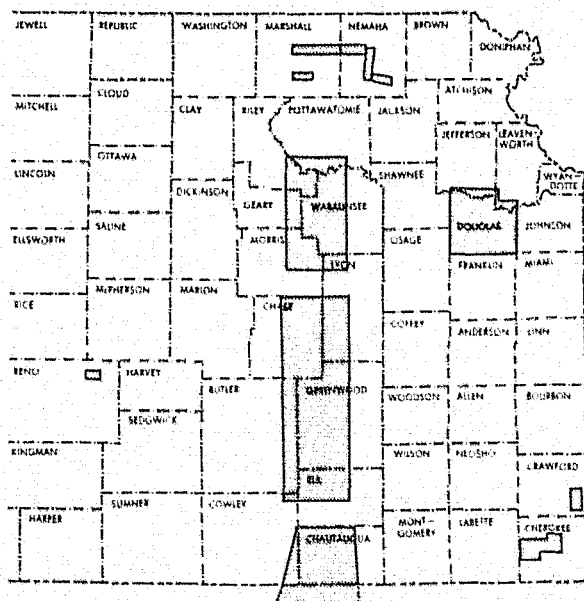 JEWELL
REPUBLIC
WASHINGTON
MARSHALL
NEMAHA
BROWN
DONIPHAN
MITCHELL
CLOUD
CLAY
RILEY
POTTAWATOMIE
JACKSON
ATCHISON
JEFFERSON
LEAVEN-
WORTH
OTTAWA
LINCOLN
DICKINSON
GEARY
WABAUNSEE
SHAWNEE
WYAN-
DOTTE
ELLSWORTH
SALINE
MORRIS
LYON
OSAGE
DOUGLAS
JOHNSON
FRANKLIN
MIAMI
RICE
McPHERSON
MARION
CHASE
COFFEY
ANDERSON
LINN
RENO
HARVEY
BUTLER
GREENWOOD
WOODSON
ALLEN
BOURBON
SEDGWICK
KINGMAN
ELK
WILSON
NEOSHO
CRAWFORD
HARPER
SUMNER
COWLEY
CHAUTAUQUA
MONT-
GOMERY
LABETTE
CHEROKEE